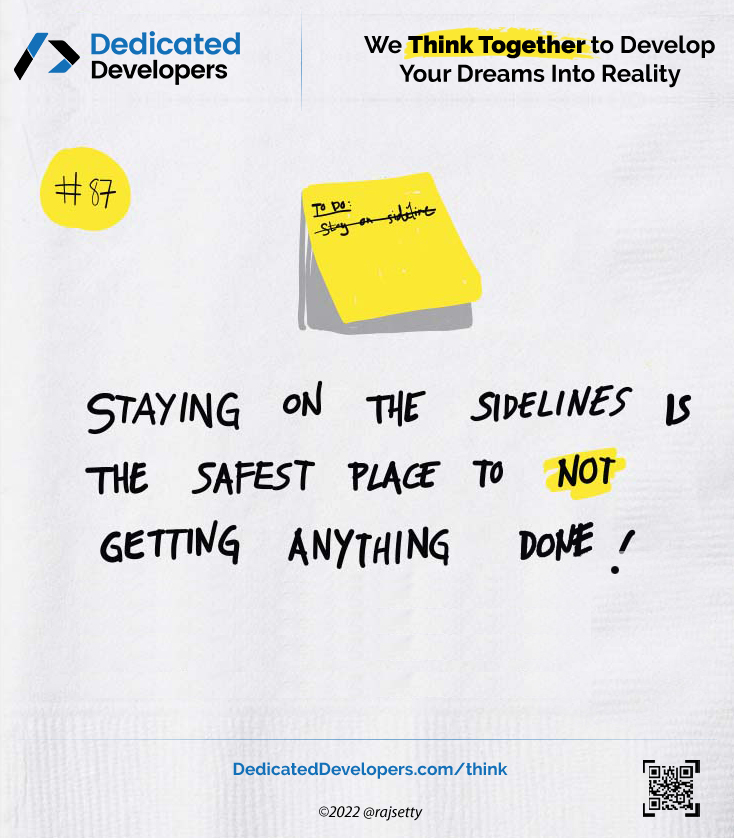 Dedicated
Developers
We Think Together to Develop
Your Dreams Into Reality
#87
To Do:
Stay on sideline
STAYING ON THE SIDELINES IS
THE SAFEST PLACE TO NOT
GETTING ANYTHING DONE!
DedicatedDevelopers.com/think
©2022 @rajsetty